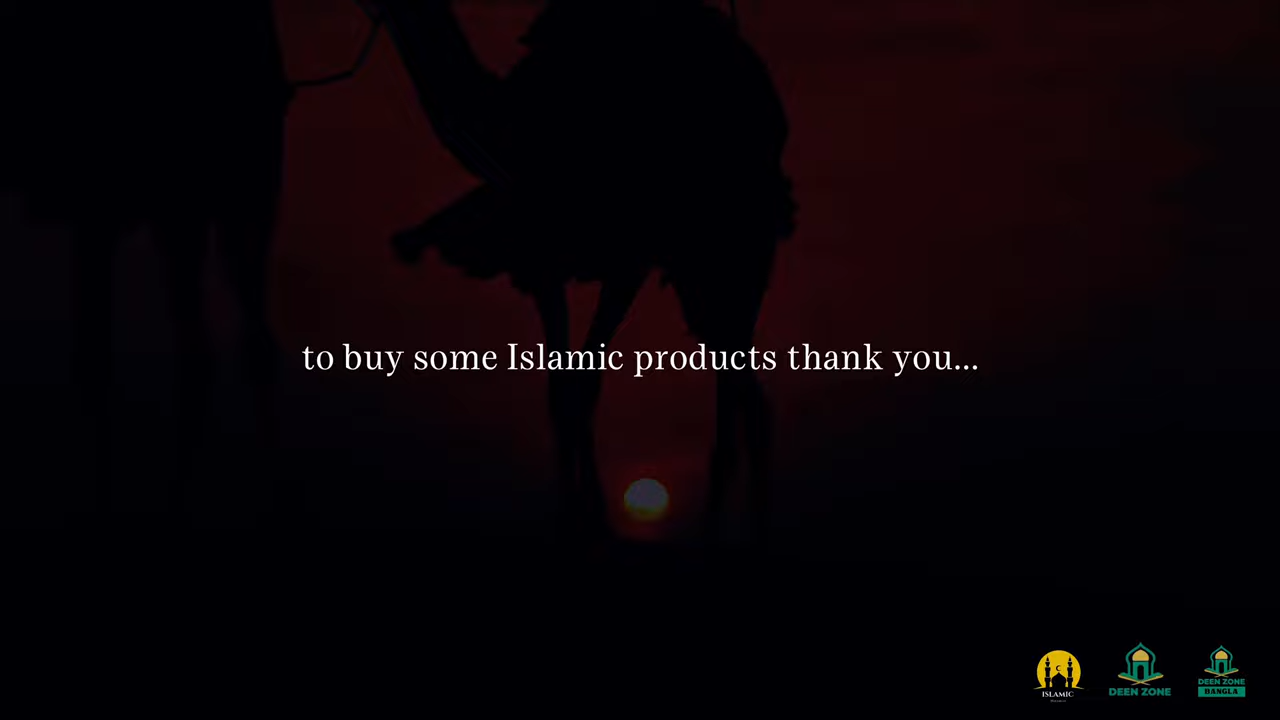 to buy some Islamic products thank you...
ISLAMIC
DEEN ZONE
DEEN ZONE
BANGLA